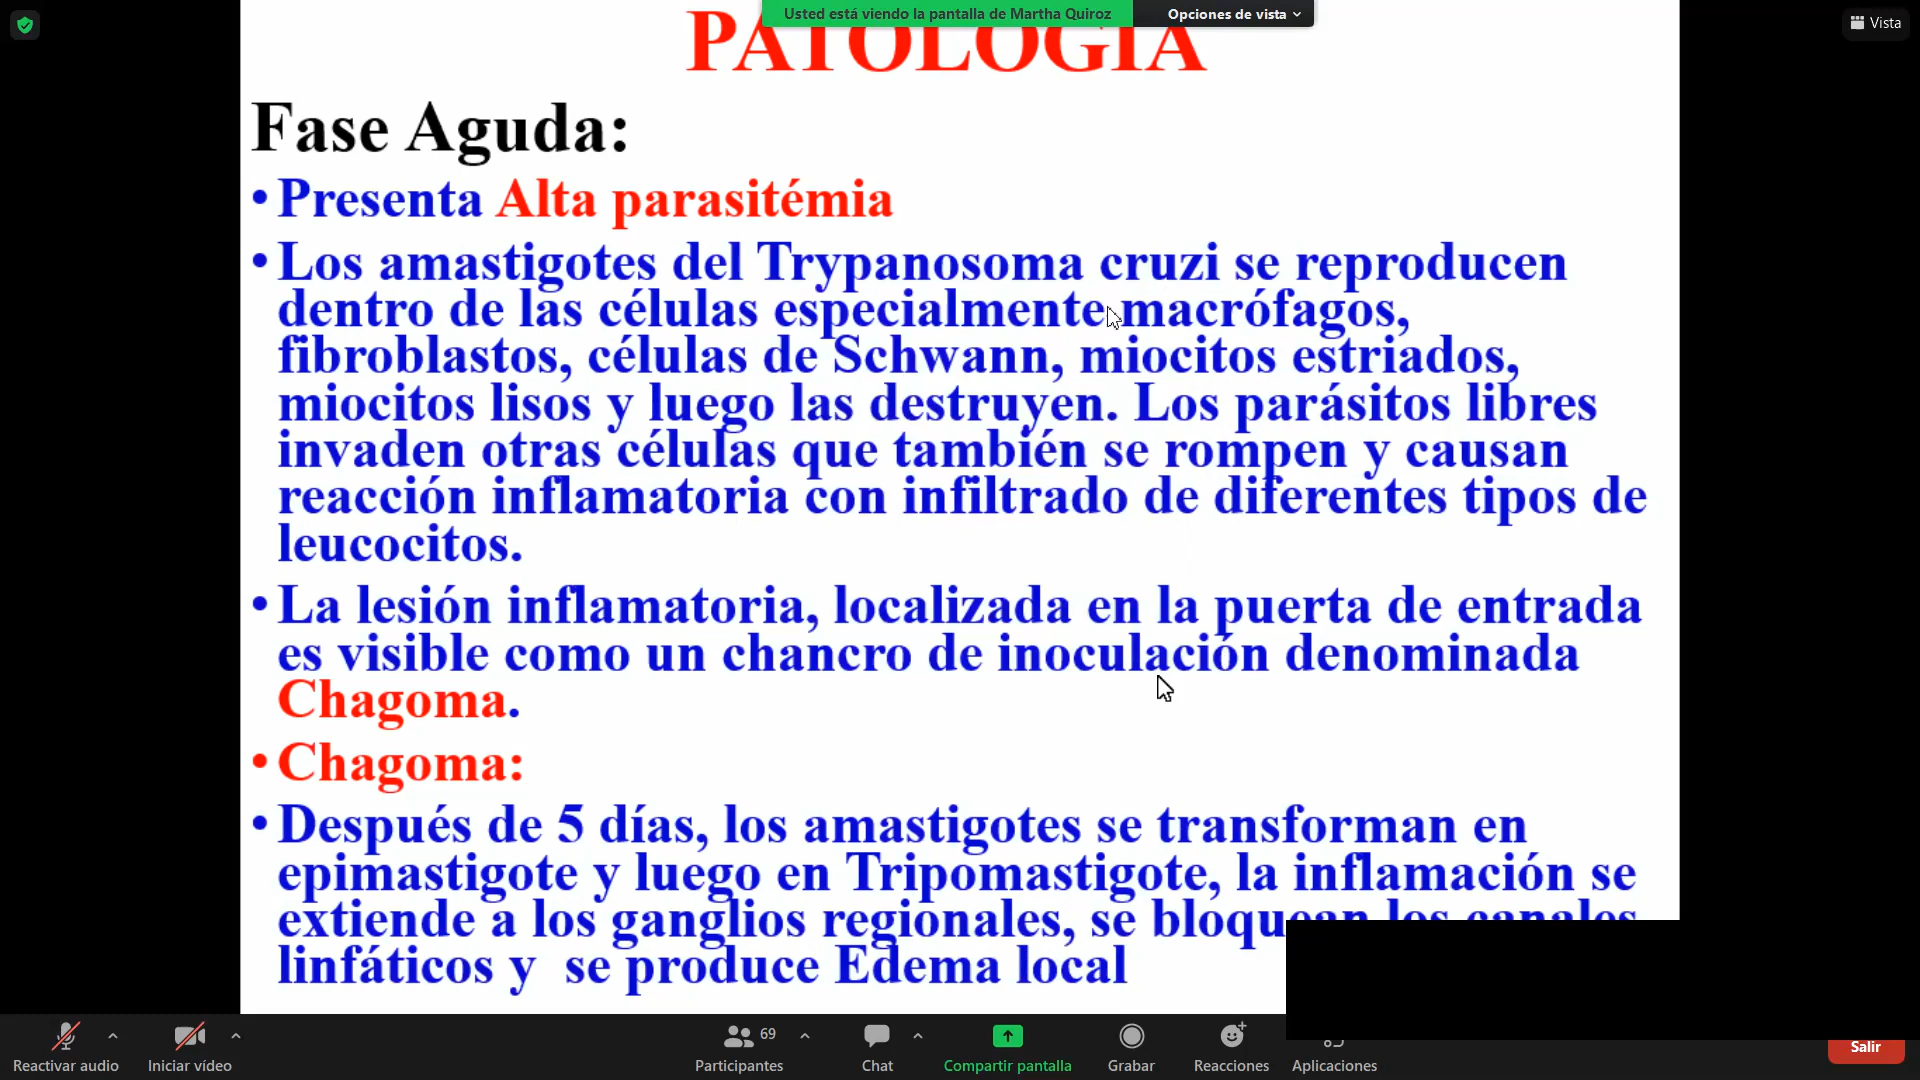 Usted está viendo la pantalla de Martha Quiroz
Opciones de vista
Vista
PATOLOGIA
Fase Aguda:
• Presenta Alta parasitémia
• Los amastigotes del Trypanosoma cruzi se reproducen
dentro de las células especialmente macrófagos,
fibroblastos, células de Schwann, miocitos estriados,
miocitos lisos y luego las destruyen. Los parásitos libres
invaden otras células que también se rompen y causan
reacción inflamatoria con infiltrado de diferentes tipos de
leucocitos.
• La lesión inflamatoria, localizada en la puerta de entrada
es visible como un chancro de inoculación denominada
Chagoma.
• Chagoma:
• Después de 5 días, los amastigotes se transforman en
epimastigote y luego en Tripomastigote, la inflamación se
extiende a los ganglios regionales, se bloquean los canales
linfáticos y se produce Edema local
Reactivar audio
Iniciar vídeo
69
Participantes
Chat
Compartir pantalla
Grabar
Reacciones
Aplicaciones
Salir